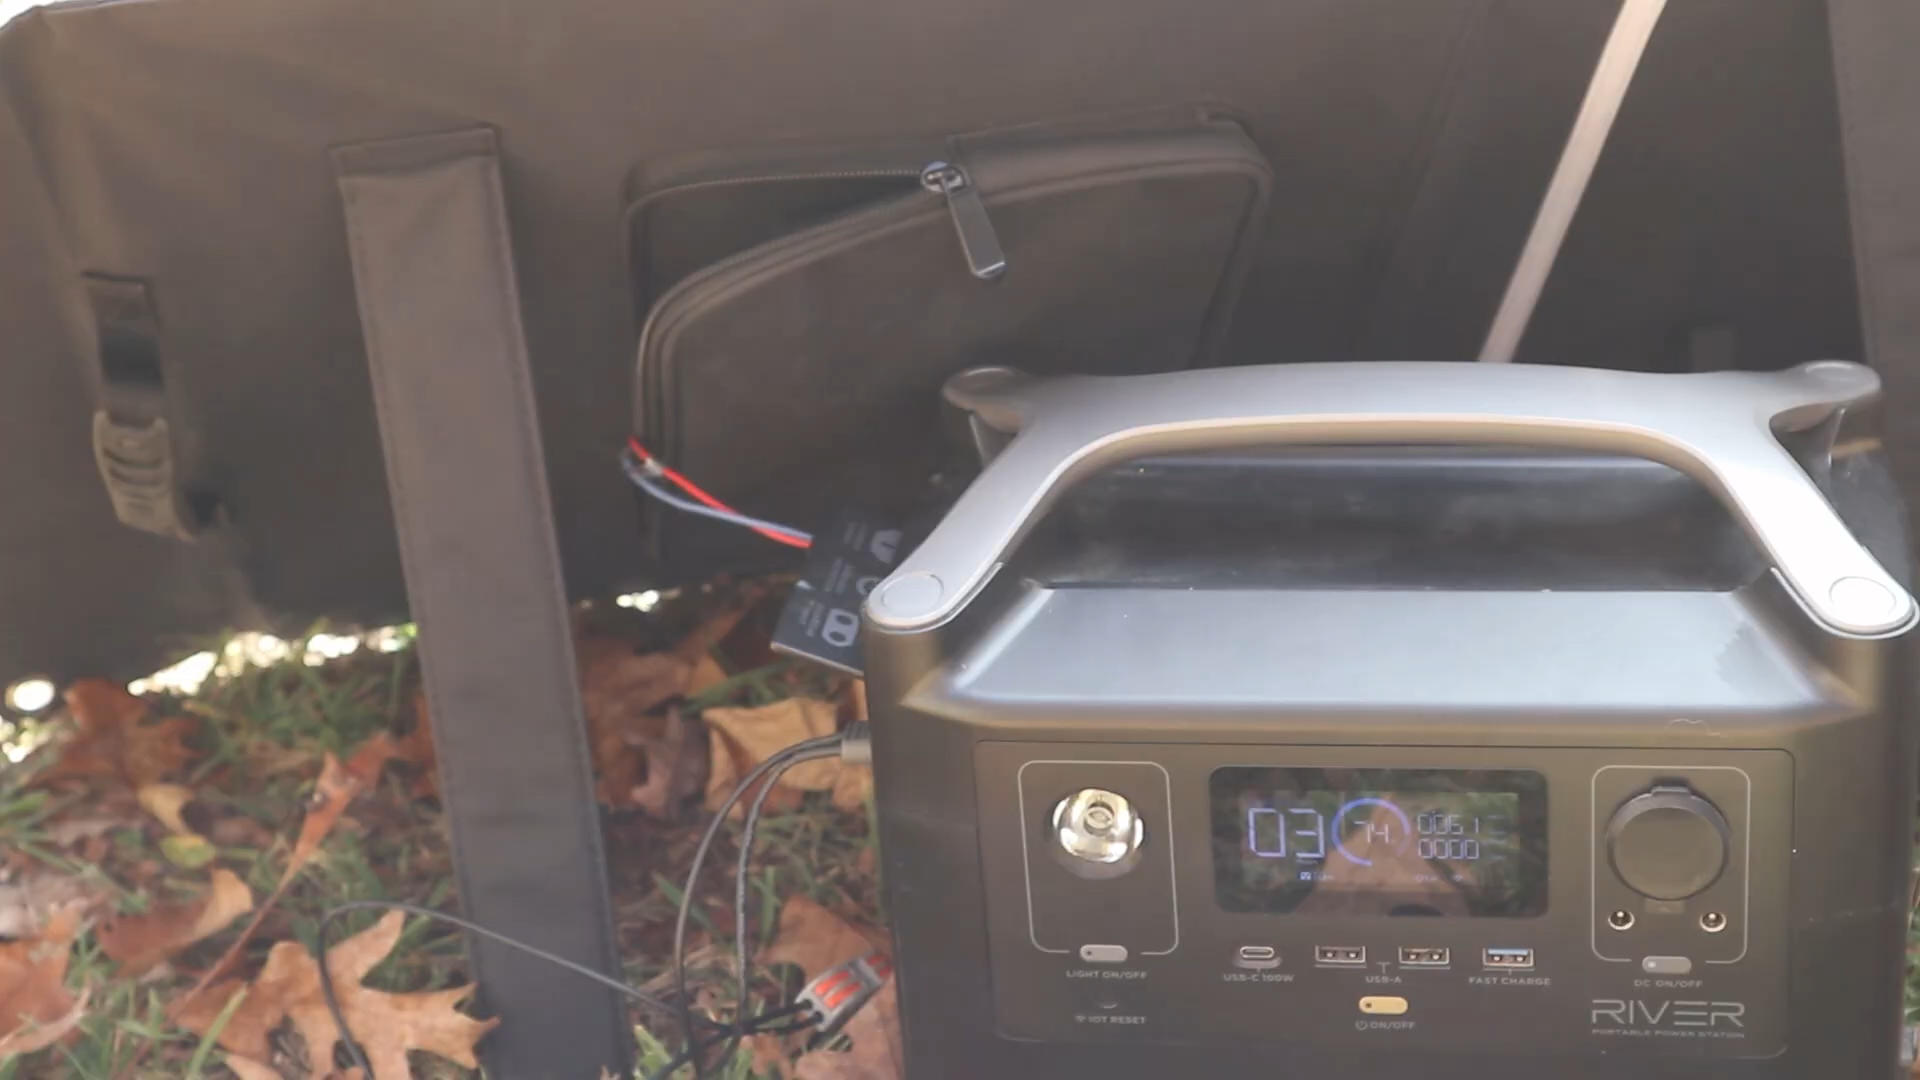 03 74 0061
0000
LIGHT ON/OFF
USB-C 100W
USB-A
FAST CHARGE
DC ON/OFF
IOT RESET
ON/OFF
RIVER
PORTABLE POWER STATION